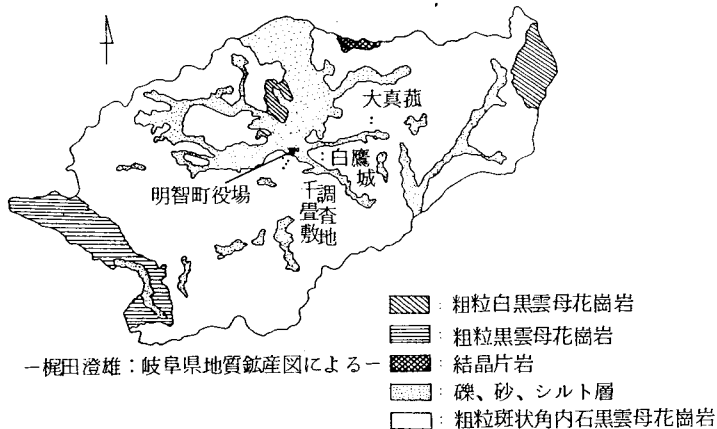 大真菰
白鷹城
明智町役場
千畳敷
調査地
粗粒白黒雲母花崗岩
粗粒黒雲母花崗岩
結晶片岩
礫、砂、シルト層
粗粒斑状角内石黒雲母花崗岩
−梶田澄雄：岐阜県地質鉱産図による−